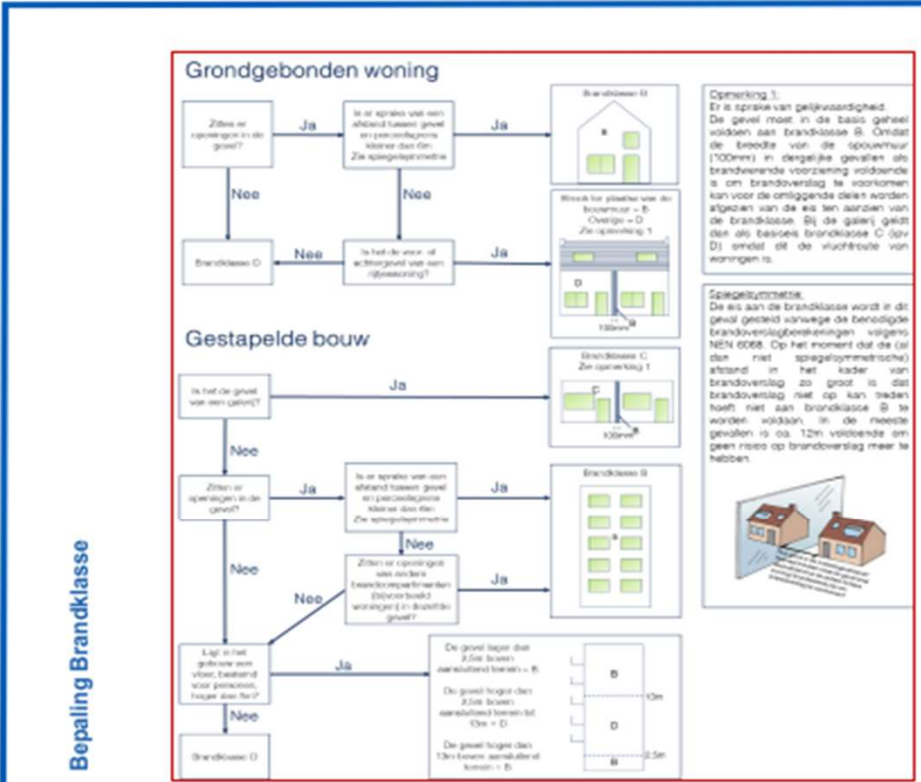 Grondgebonden woning
Zitten er
openingen in de
gevel?
Ja
Is er sprake van een
afstand tussen gevel
en perceelsgrens
kleiner dan 6m
Zie spiegelsymmetrie
Ja
Brandklasse B
B
Nee
Nee
Brandklasse D
Nee
Is het de voor- of
achtergevel van een
rijtjeswoning?
Ja
Strook ter plaatse van de
bouwmuur = B
Overige = D
Zie opmerking 1
D
B
100mm
Opmerking 1:
Er is sprake van gelijkwaardigheid.
De gevel moet in de basis geheel
voldoen aan brandklasse B. Omdat
de breedte van de spouwmuur
(100mm) in dergelijke gevallen als
brandwerende voorziening voldoende
is om brandoverslag te voorkomen
kan voor de omliggende delen worden
afgezien van de eis ten aanzien van
de brandklasse. Bij de galerij geldt
dan als basiseis brandklasse C (ipv
D) omdat dit de vluchtroute van
woningen is.
Spiegelsymmetrie:
De eis aan de brandklasse wordt in dit
geval gesteld vanwege de benodigde
brandoverslagberekeningen volgens
NEN 6068. Op het moment dat de (al
dan niet spiegelsymmetrische)
afstand in het kader van
brandoverslag zo groot is dat
brandoverslag niet op kan treden
hoeft niet aan brandklasse B te
worden voldaan. In de meeste
gevallen is ca. 12m voldoende om
geen risico op brandoverslag meer te
hebben.
Gestapelde bouw
Is het de gevel
van een galerij?
Ja
Brandklasse C
Zie opmerking 1
C
B
100mm
Nee
Zitten er
openingen in de
gevel?
Ja
Is er sprake van een
afstand tussen gevel
en perceelsgrens
kleiner dan 6m
Zie spiegelsymmetrie
Ja
Brandklasse B
B
Nee
Nee
Zitten er openingen
van andere
brandcompartimenten
(bijvoorbeeld
woningen) in dezelfde
gevel?
Ja
Nee
Ligt in het
gebouw een
vloer, bestemd
voor personen,
hoger dan 5m?
Ja
De gevel lager dan
2,5m boven
aansluitend terrein = B
De gevel hoger dan
2,5m boven
aansluitend terrein tot
13m = D
De gevel hoger dan
13m boven aansluitend
terrein = B
B
13m
D
2.5m
B
Nee
Brandklasse D
Bepaling Brandklasse